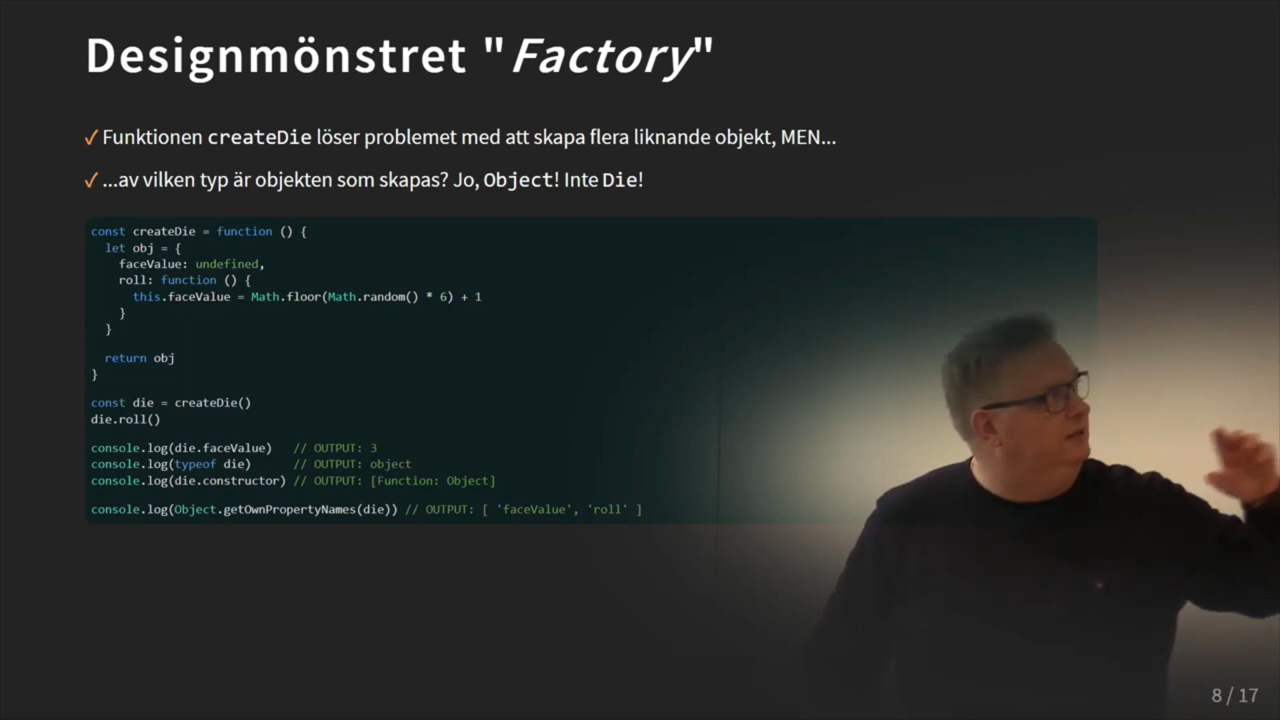 Designmönstret "Factory"
✓ Funktionen createDie löser problemet med att skapa flera liknande objekt, MEN...
✓ ...av vilken typ är objekten som skapas? Jo, Object! Inte Die!
const createDie = function () {
  let obj = {
    faceValue: undefined,
    roll: function () {
      this.faceValue = Math.floor(Math.random() * 6) + 1
    }
  }
  return obj
}
const die = createDie()
die.roll()
console.log(die.faceValue)   // OUTPUT: 3
console.log(typeof die)      // OUTPUT: object
console.log(die.constructor) // OUTPUT: [Function: Object]
console.log(Object.getOwnPropertyNames(die)) // OUTPUT: [ 'faceValue', 'roll' ]
8 / 17